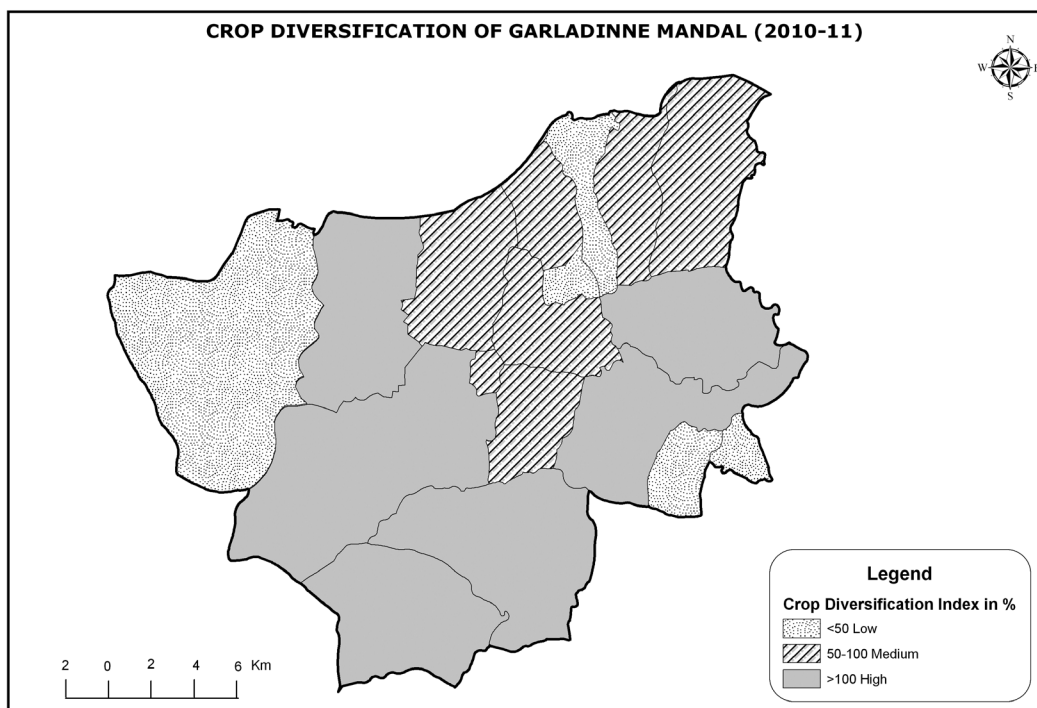 CROP DIVERSIFICATION OF GARLADINNE MANDAL (2010-11)
N
W E
S
Legend
Crop Diversification Index in %
<50 Low
50-100 Medium
>100 High
2 0 2 4 6 Km